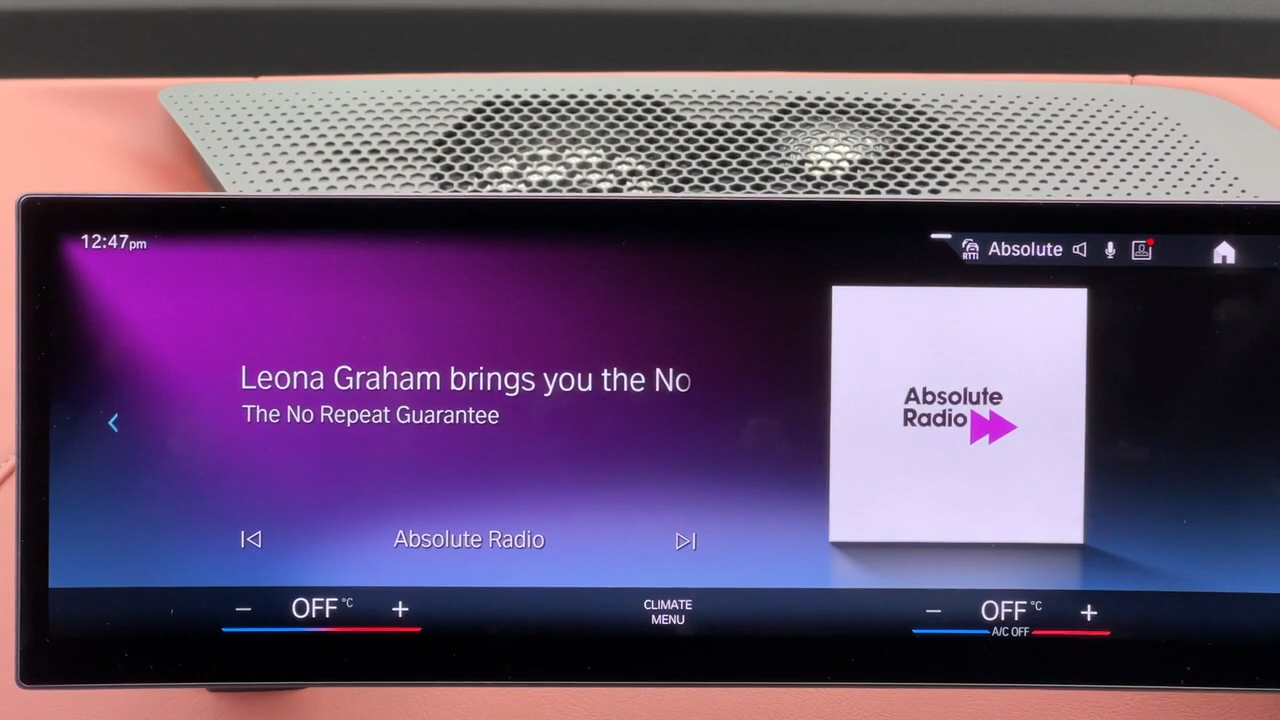 12:47pm
RTTI Absolute
Leona Graham brings you the No
The No Repeat Guarantee
Absolute
Radio
Absolute Radio
OFF °C
CLIMATE
MENU
OFF °C
A/C OFF